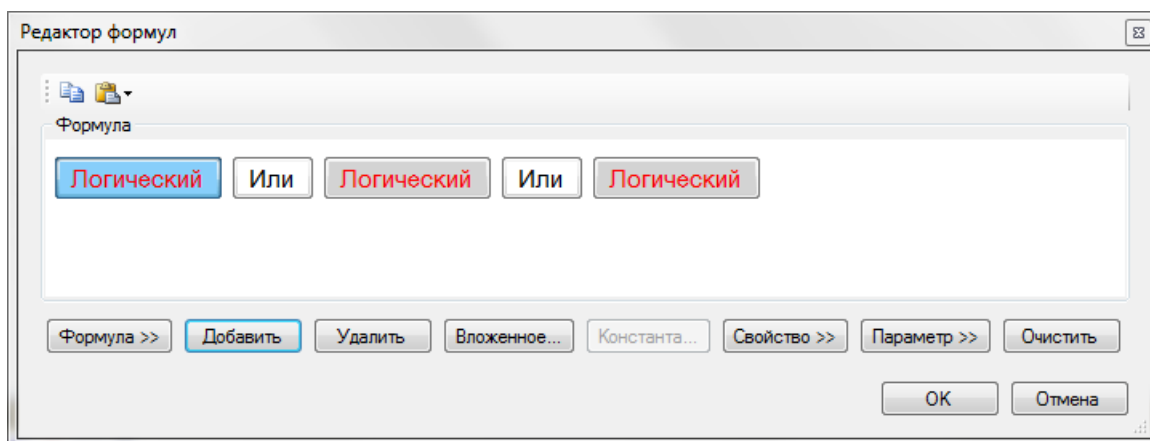 Редактор формул
Формула
Логический Или Логический Или Логический
Формула >> Добавить Удалить Вложенное... Константа... Свойство >> Параметр >> Очистить
OK Отмена